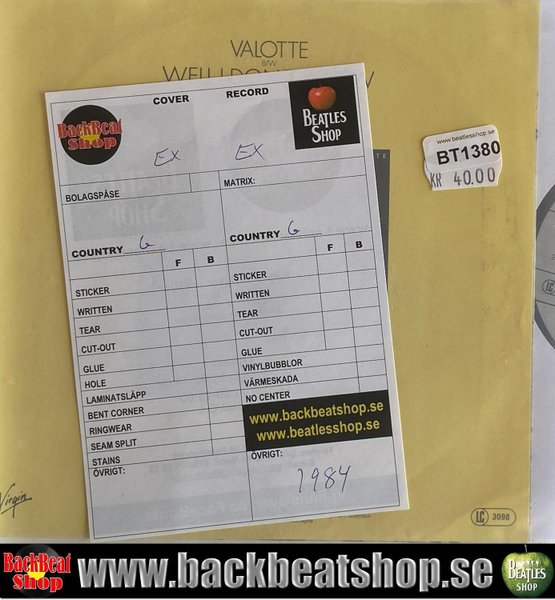 VALOTTE
B/W
COVER
RECORD
BackBeat
Shop
BEATLES
SHOP
EX
EX
BOLAGSPÅSE
MATRIX:
COUNTRY G
COUNTRY G
F B
F B
STICKER
STICKER
WRITTEN
WRITTEN
TEAR
TEAR
CUT-OUT
CUT-OUT
GLUE
GLUE
HOLE
VINYLBUBBLOR
LAMINATSLÄPP
VÄRMESKADA
BENT CORNER
NO CENTER
RINGWEAR
SEAM SPLIT
STAINS
www.backbeatshop.se
www.beatlesshop.se
ÖVRIGT:
ÖVRIGT:
1984
www.beatlesshop.se
BT1380
KR 40.00
Virgin
LC 3098
BackBeat
Shop
www.backbeatshop.se
BEATLES
SHOP